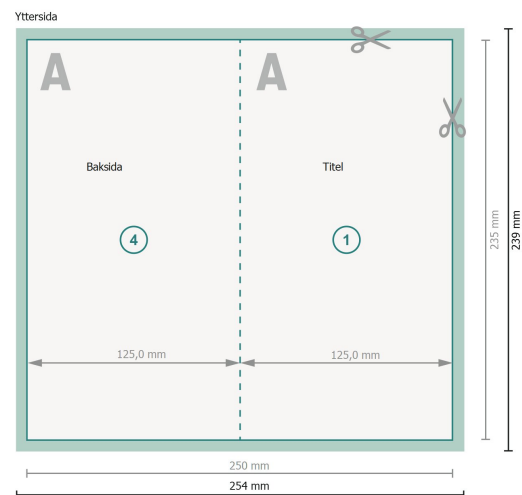 Yttersida
A A
Baksida Titel
4 1
235 mm
239 mm
125,0 mm 125,0 mm
250 mm
254 mm